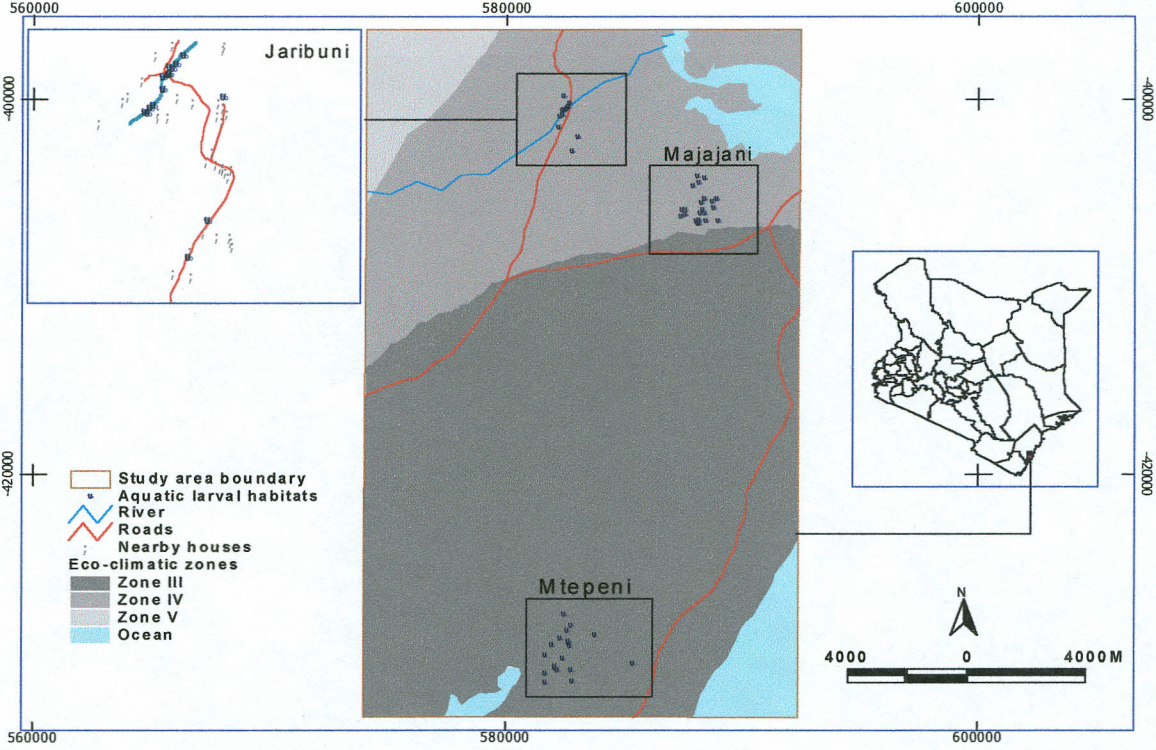 560000
580000
600000
Jaribuni
-400000
-400000
Majajani
-420000
-420000
Study area boundary
Aquatic larval habitats
River
Roads
Nearby houses
Eco-climatic zones
Zone III
Zone IV
Zone V
Ocean
Mtepeni
N
4000 0 4000M
560000
580000
600000